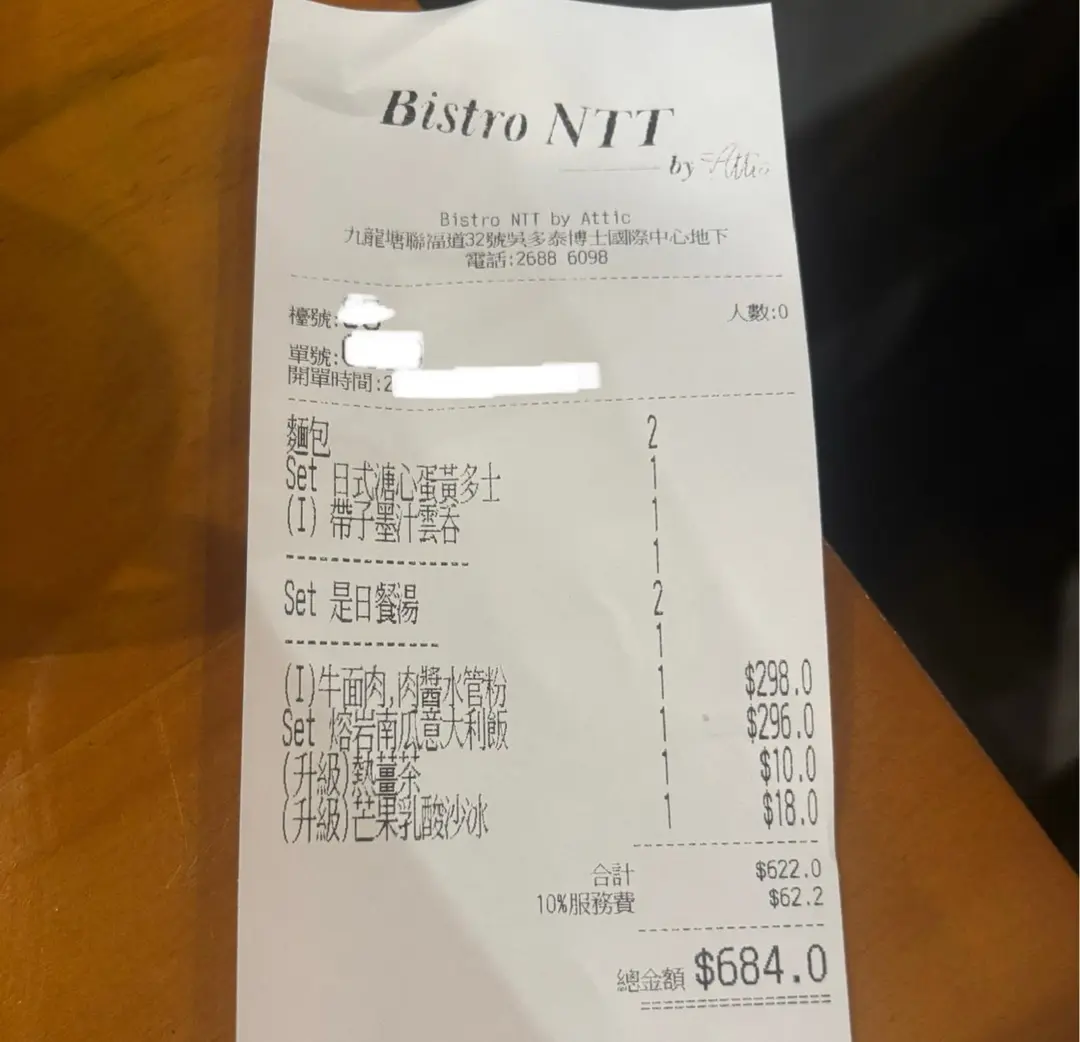 Bistro NTT
by Attic
Bistro NTT by Attic
九龍塘聯福道32號吳多泰博士國際中心地下
電話:2688 6098
檯號: 人數:0
單號:
開單時間:2
麵包 2
Set 日式溏心蛋黃多士 1
(I) 帶子墨汁雲吞 1
---------------- 1
Set 是日餐湯 2
-------------- 1
(I)牛面肉,肉醬水管粉 1 $298.0
Set 熔岩南瓜意大利飯 1 $296.0
(升級)熱薑茶 1 $10.0
(升級)芒果乳酸沙冰 1 $18.0
合計 $622.0
10%服務費 $62.2
總金額 $684.0